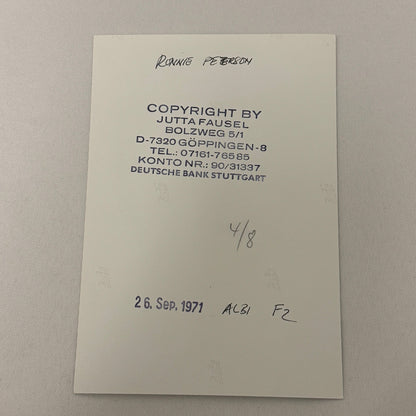 RONNIE PETERSON
COPYRIGHT BY
JUTTA FAUSEL
BOLZWEG 5/1
D-7320 GÖPPINGEN-8
TEL.: 07161-76585
KONTO NR.: 90/31337
DEUTSCHE BANK STUTTGART
4/8
26. Sep. 1971 ALBI F2